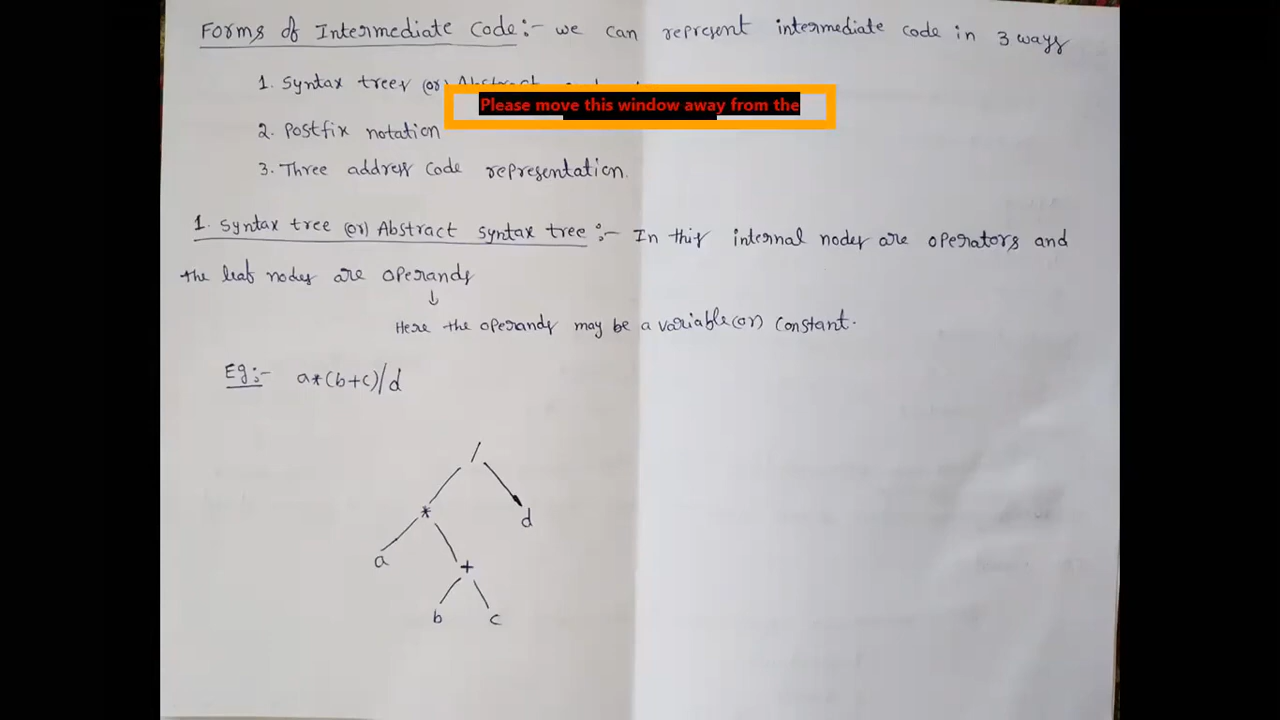 Forms of Intermediate Code:- we can represent intermediate code in 3 ways
1. Syntax trees (or)
Please move this window away from the
2. Postfix notation
3. Three address code representation.
1. Syntax tree (or) Abstract syntax tree :- In this internal nodes are operators and
the leaf nodes are operands
↓
Here the operands may be a variable (or) constant.
Eg:- a*(b+c)/d
/
* d
a +
b c